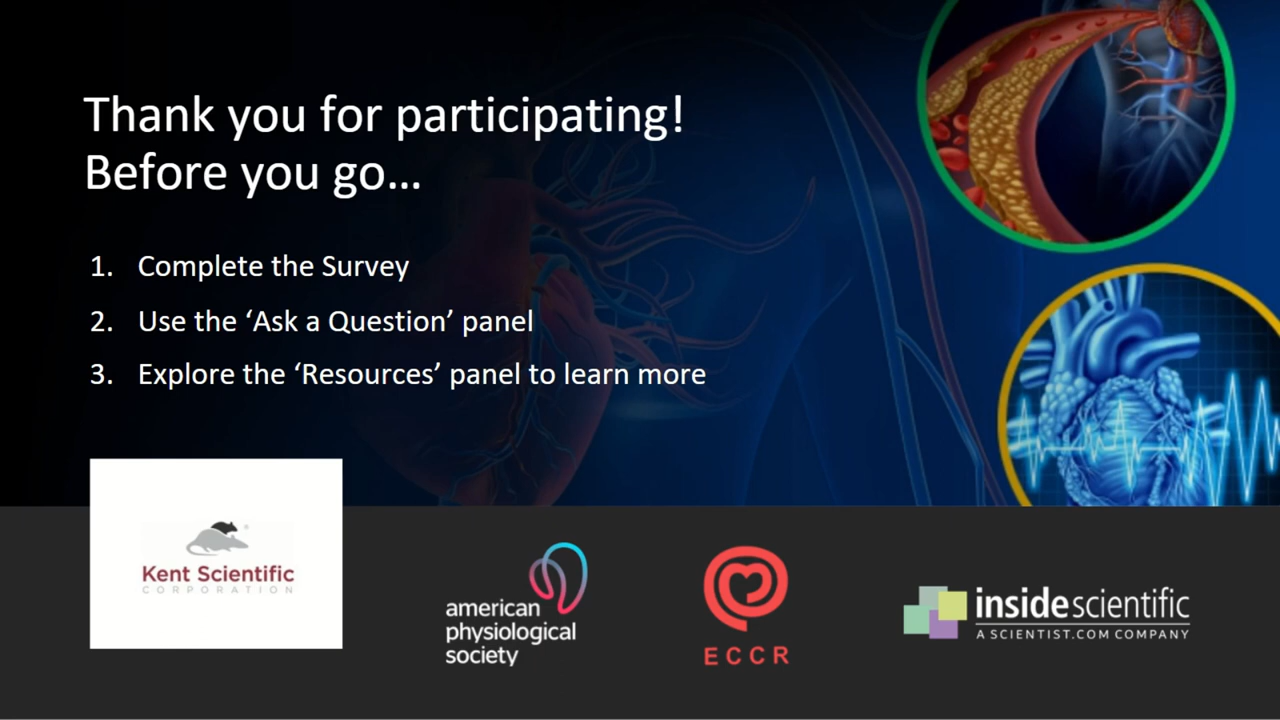 Thank you for participating!
Before you go…
1. Complete the Survey
2. Use the ‘Ask a Question’ panel
3. Explore the ‘Resources’ panel to learn more
Kent Scientific
CORPORATION
american
physiological
society
ECCR
insidescientific
A SCIENTIST.COM COMPANY